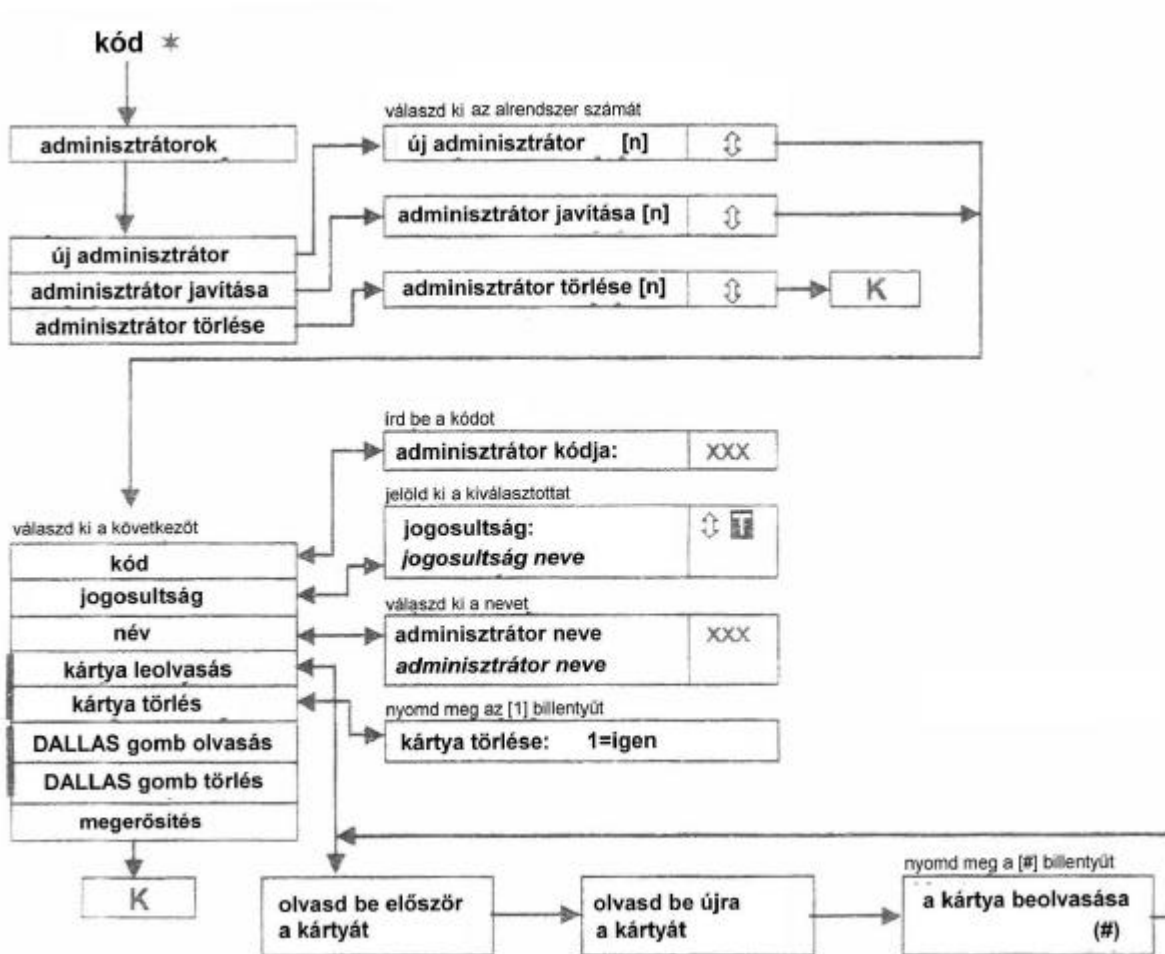 kód *
adminisztrátorok
új adminisztrátor
adminisztrátor javítása
adminisztrátor törlése
válaszd ki az alrendszer számát
új adminisztrátor [n]
adminisztrátor javítása [n]
adminisztrátor törlése [n]
K
írd be a kódot
adminisztrátor kódja: XXX
jelöld ki a kiválasztottat
jogosultság:
jogosultság neve
válaszd ki a nevet
adminisztrátor neve XXX
adminisztrátor neve
nyomd meg az [1] billentyűt
kártya törlése: 1=igen
válaszd ki a következőt
kód
jogosultság
név
kártya leolvasás
kártya törlés
DALLAS gomb olvasás
DALLAS gomb törlés
megerősités
K
olvasd be először
a kártyát
olvasd be újra
a kártyát
nyomd meg a [#] billentyűt
a kártya beolvasása
(#)